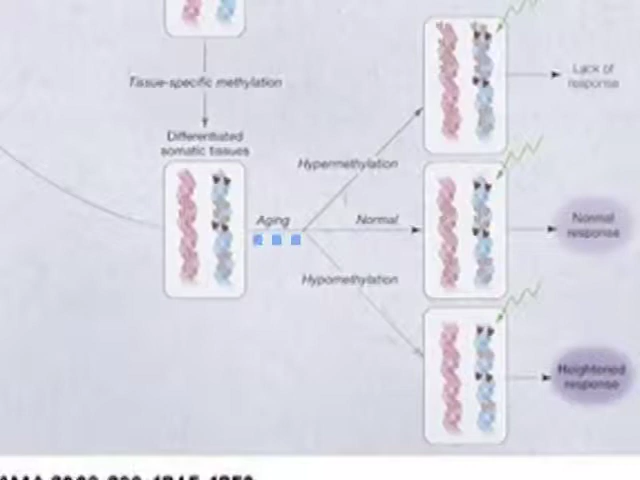 Tissue-specific methylation
Differentiated
somatic tissues
Hypermethylation
Lack of
response
Aging
Normal
Normal
response
Hypomethylation
Heightened
response